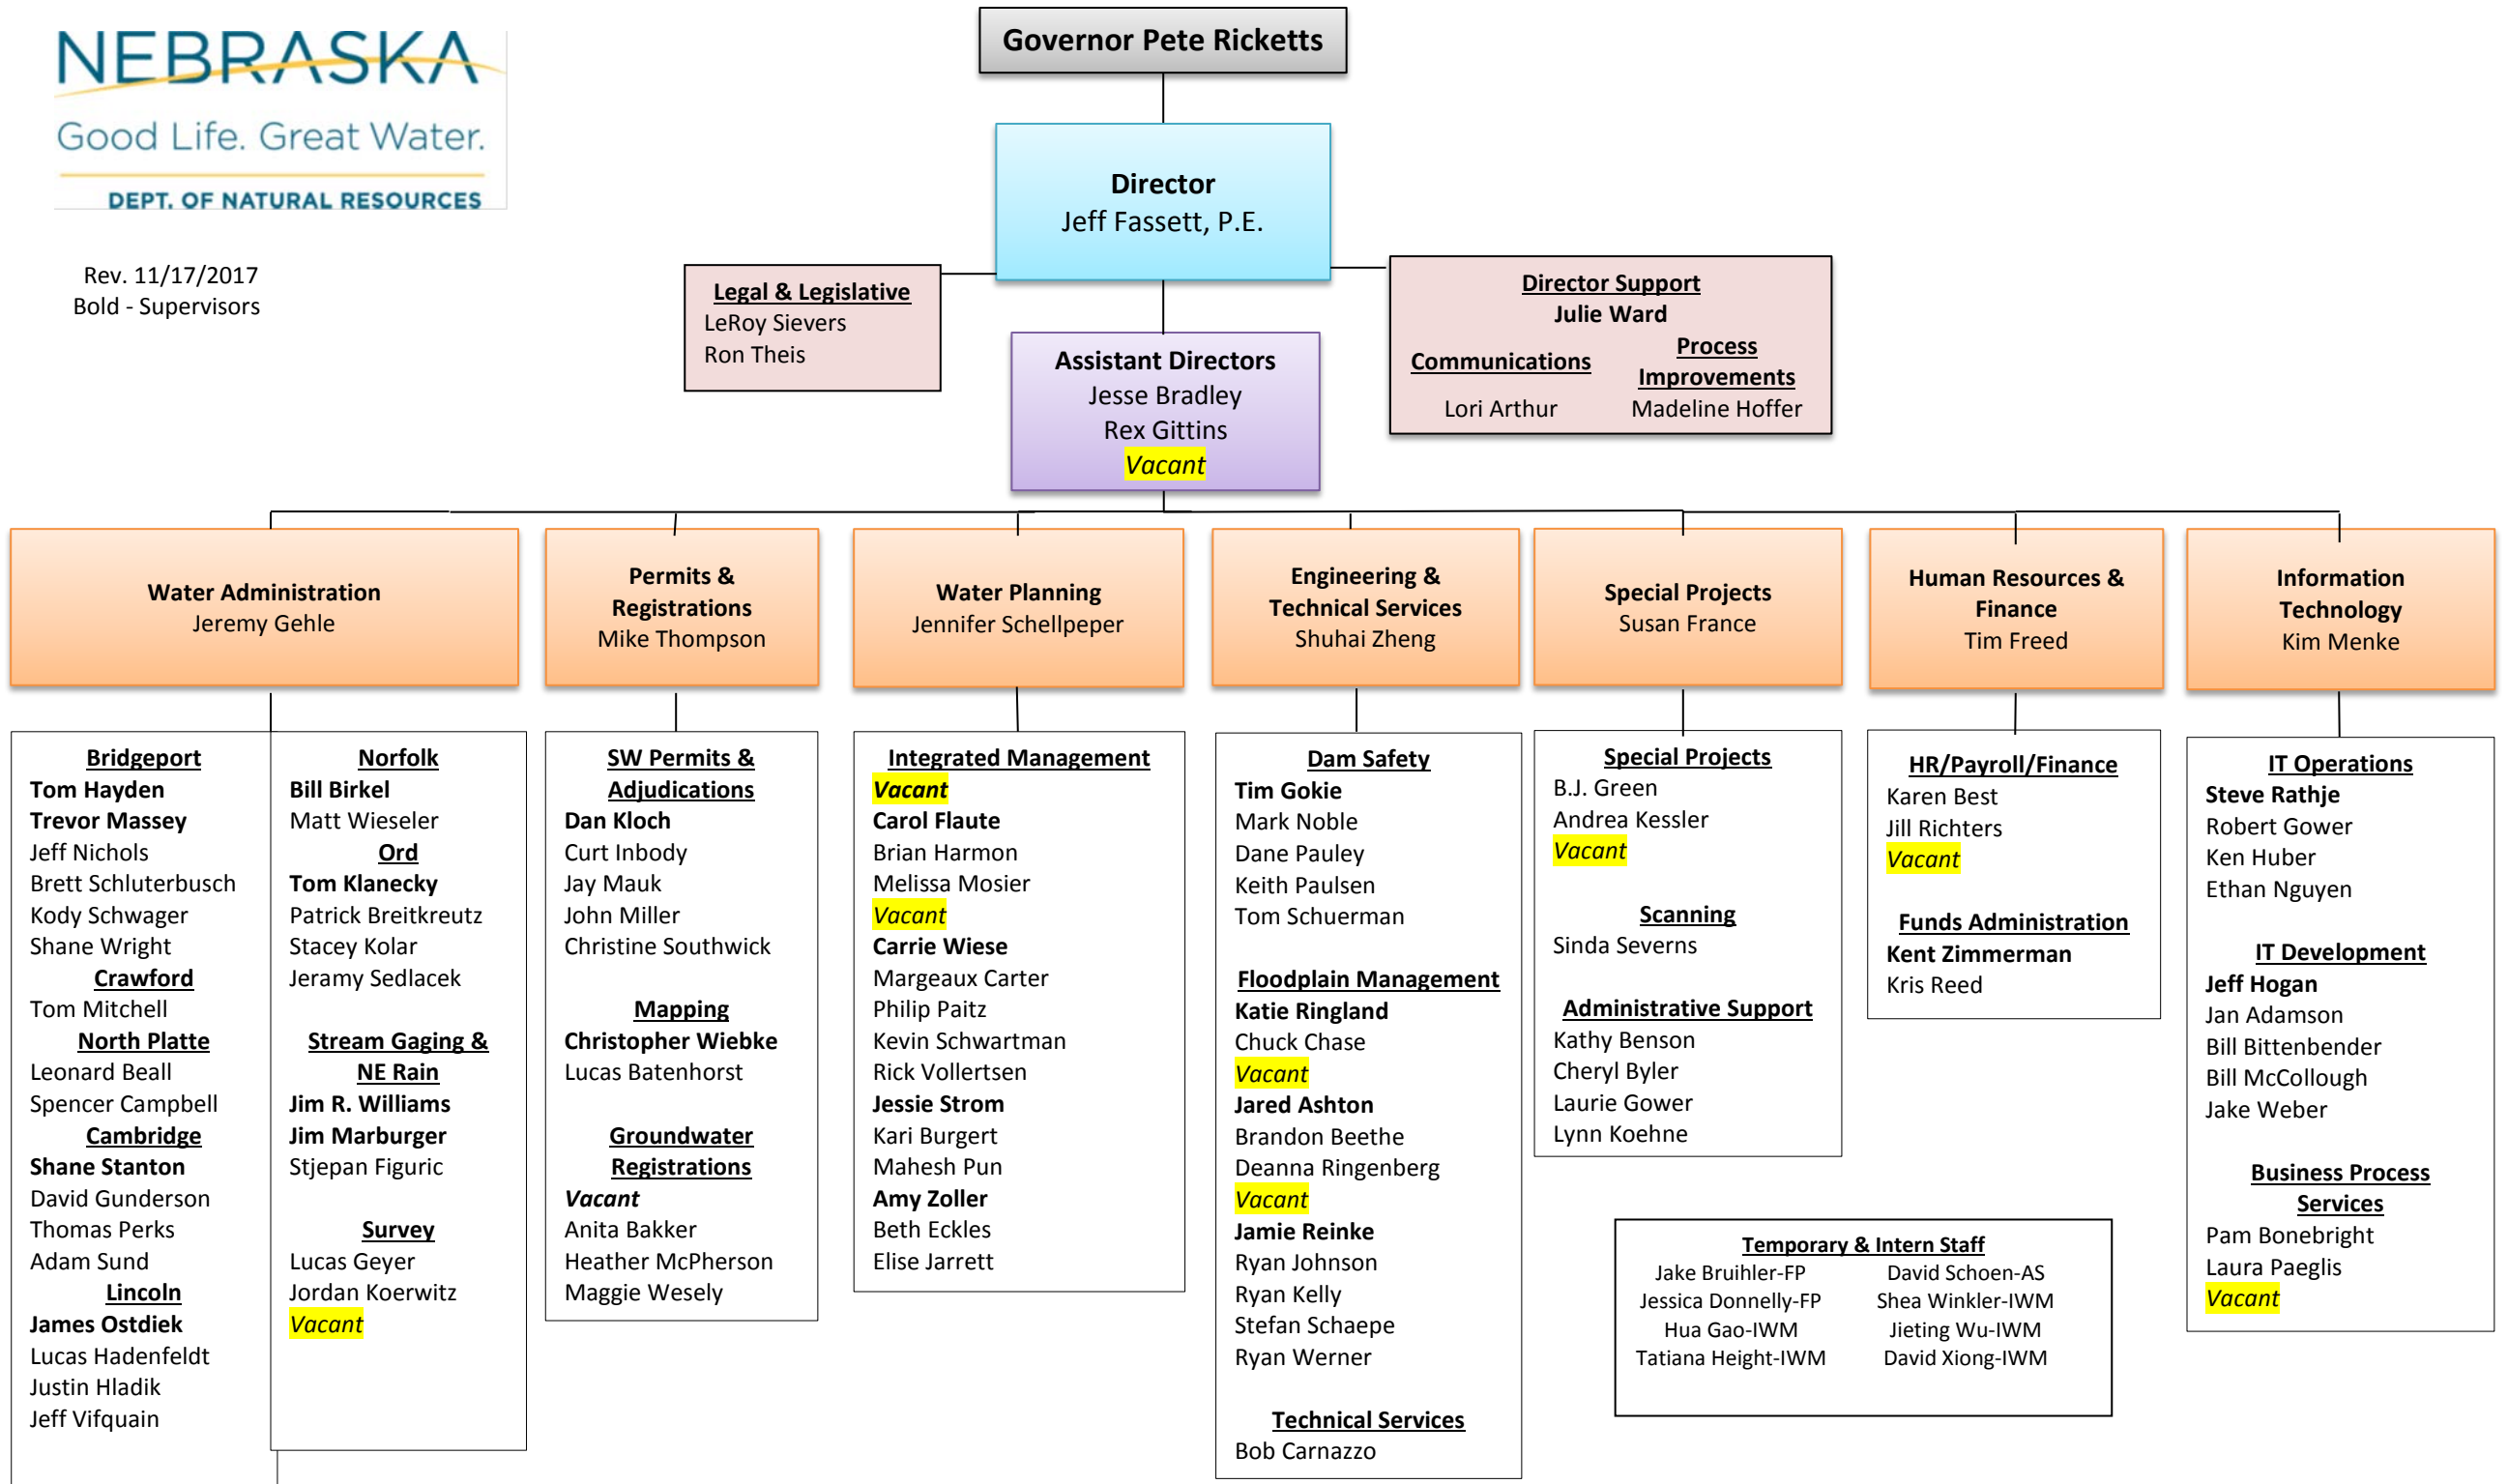 NEBRASKA
Good Life. Great Water.
DEPT. OF NATURAL RESOURCES
Rev. 11/17/2017
Bold - Supervisors
Governor Pete Ricketts
Director
Jeff Fassett, P.E.
Legal & Legislative
LeRoy Sievers
Ron Theis
Director Support
Julie Ward
Communications
Lori Arthur
Process
Improvements
Madeline Hoffer
Assistant Directors
Jesse Bradley
Rex Gittins
Vacant
Water Administration
Jeremy Gehle
Permits &
Registrations
Mike Thompson
Water Planning
Jennifer Schellpeper
Engineering &
Technical Services
Shuhai Zheng
Special Projects
Susan France
Human Resources &
Finance
Tim Freed
Information
Technology
Kim Menke
Bridgeport
Tom Hayden
Trevor Massey
Jeff Nichols
Brett Schluterbusch
Kody Schwager
Shane Wright
Crawford
Tom Mitchell
North Platte
Leonard Beall
Spencer Campbell
Cambridge
Shane Stanton
David Gunderson
Thomas Perks
Adam Sund
Lincoln
James Ostdiek
Lucas Hadenfeldt
Justin Hladik
Jeff Vifquain
Norfolk
Bill Birkel
Matt Wieseler
Ord
Tom Klanecky
Patrick Breitkreutz
Stacey Kolar
Jeramy Sedlacek
Stream Gaging &
NE Rain
Jim R. Williams
Jim Marburger
Stjepan Figuric
Survey
Lucas Geyer
Jordan Koerwitz
Vacant
SW Permits &
Adjudications
Dan Kloch
Curt Inbody
Jay Mauk
John Miller
Christine Southwick
Mapping
Christopher Wiebke
Lucas Batenhorst
Groundwater
Registrations
Vacant
Anita Bakker
Heather McPherson
Maggie Wesely
Integrated Management
Vacant
Carol Flaute
Brian Harmon
Melissa Mosier
Vacant
Carrie Wiese
Margeaux Carter
Philip Paitz
Kevin Schwartman
Rick Vollertsen
Jessie Strom
Kari Burgert
Mahesh Pun
Amy Zoller
Beth Eckles
Elise Jarrett
Dam Safety
Tim Gokie
Mark Noble
Dane Pauley
Keith Paulsen
Tom Schuerman
Floodplain Management
Katie Ringland
Chuck Chase
Vacant
Jared Ashton
Brandon Beethe
Deanna Ringenberg
Vacant
Jamie Reinke
Ryan Johnson
Ryan Kelly
Stefan Schaepe
Ryan Werner
Technical Services
Bob Carnazzo
Special Projects
B.J. Green
Andrea Kessler
Vacant
Scanning
Sinda Severns
Administrative Support
Kathy Benson
Cheryl Byler
Laurie Gower
Lynn Koehne
HR/Payroll/Finance
Karen Best
Jill Richters
Vacant
Funds Administration
Kent Zimmerman
Kris Reed
IT Operations
Steve Rathje
Robert Gower
Ken Huber
Ethan Nguyen
IT Development
Jeff Hogan
Jan Adamson
Bill Bittenbender
Bill McCollough
Jake Weber
Business Process
Services
Pam Bonebright
Laura Paeglis
Vacant
Temporary & Intern Staff
Jake Bruihler-FP
Jessica Donnelly-FP
Hua Gao-IWM
Tatiana Height-IWM
David Schoen-AS
Shea Winkler-IWM
Jieting Wu-IWM
David Xiong-IWM